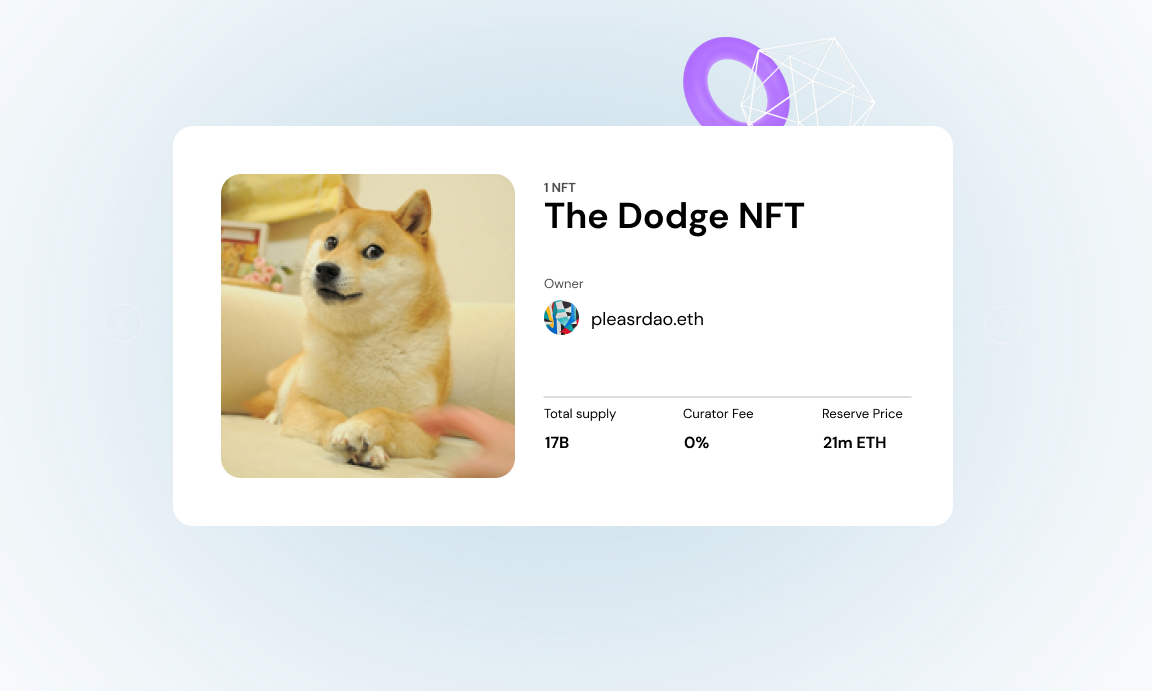 1 NFT
The Dodge NFT
Owner
pleasrdao.eth
Total supply Curator Fee Reserve Price
17B 0% 21m ETH